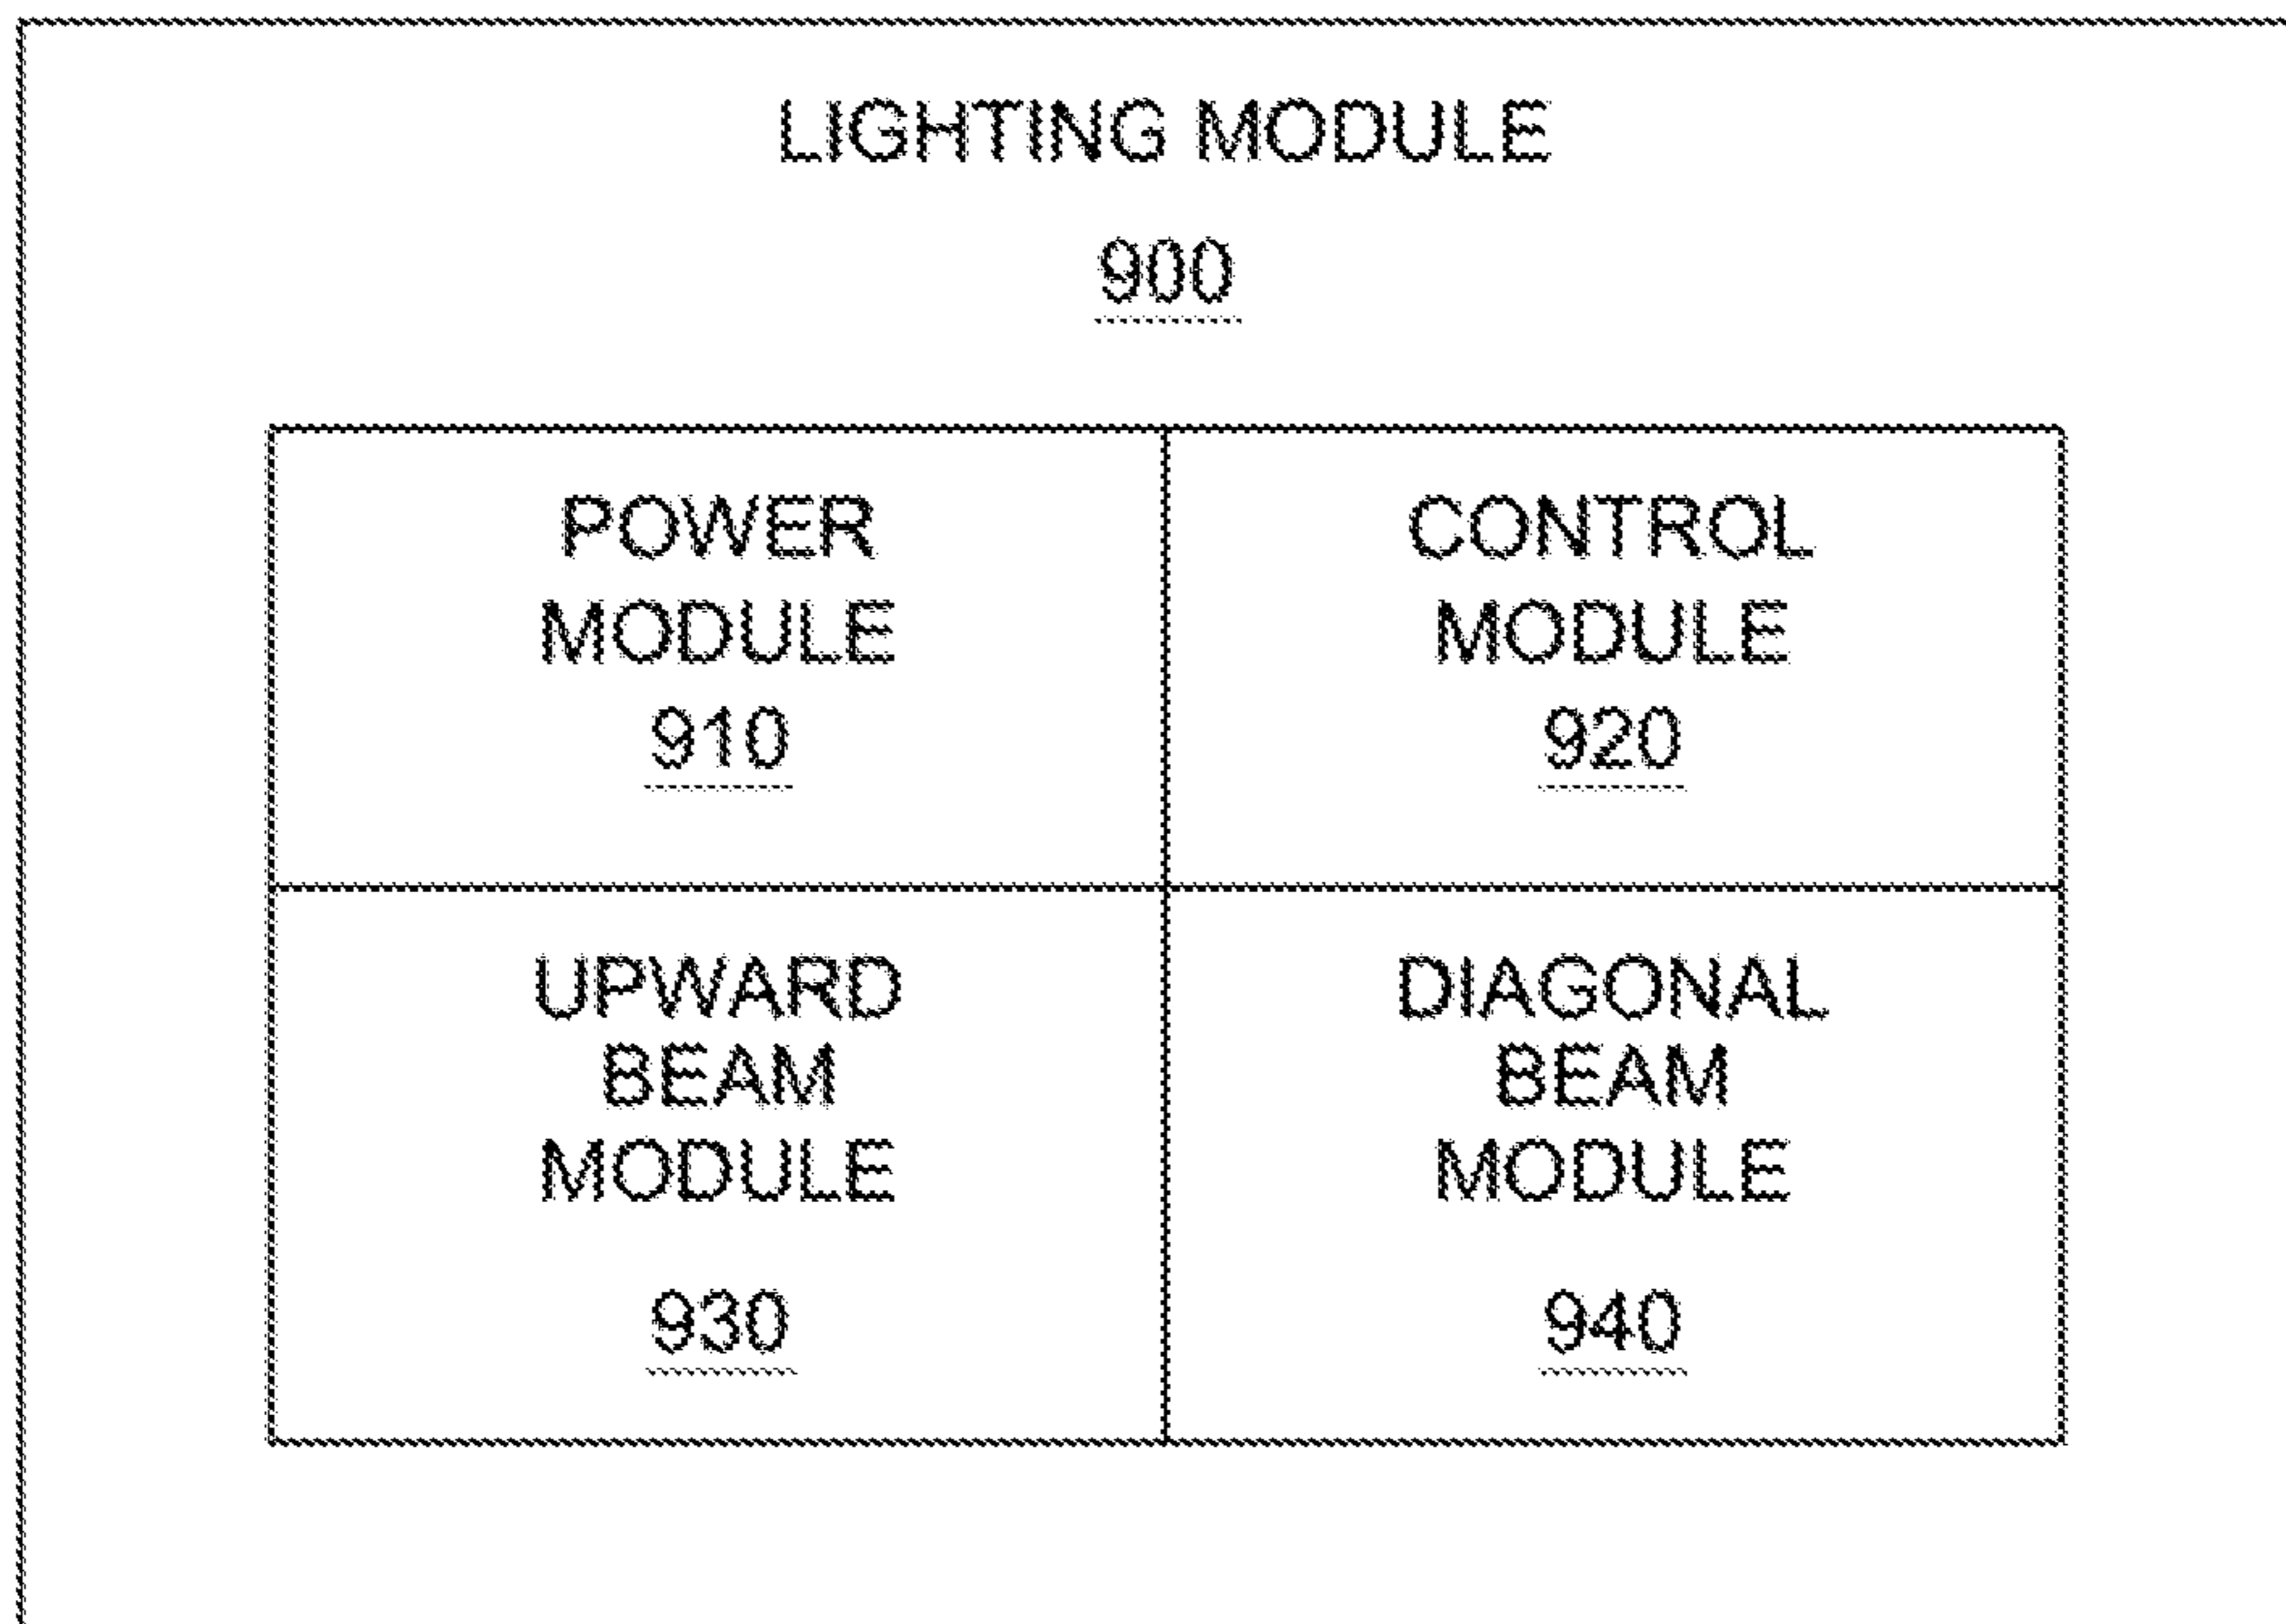 LIGHTING MODULE
900
POWER
MODULE
910
CONTROL
MODULE
920
UPWARD
BEAM
MODULE
930
DIAGONAL
BEAM
MODULE
940